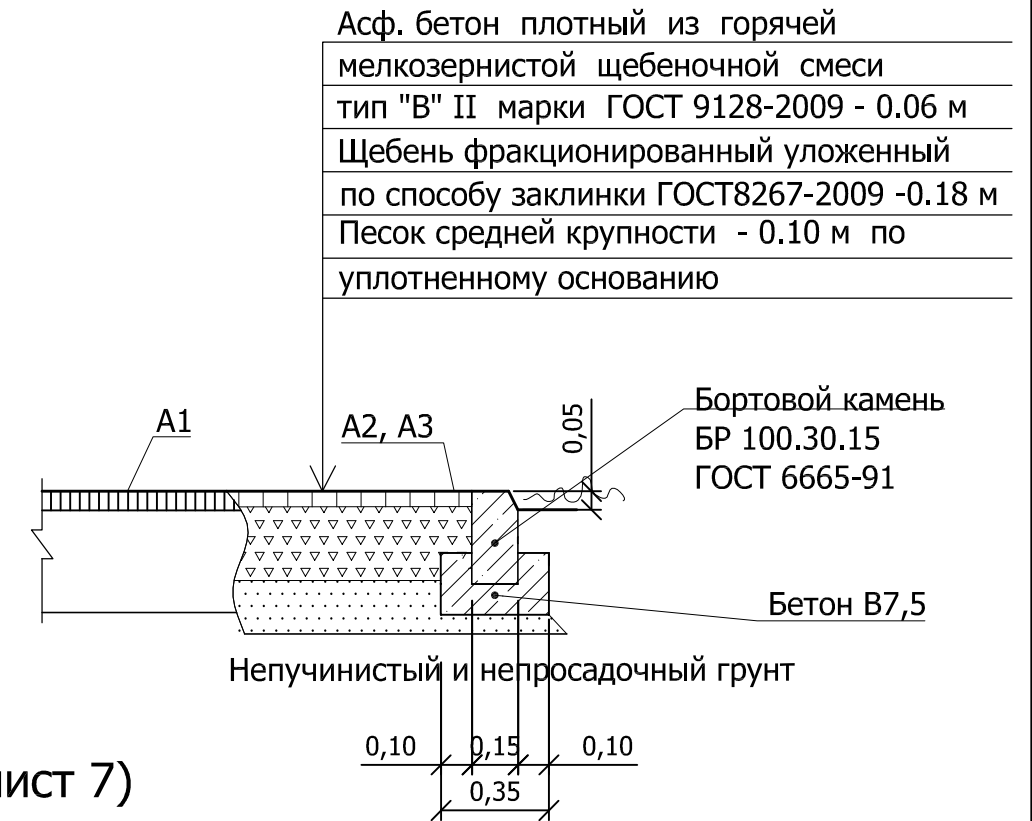 Асф. бетон плотный из горячей
мелкозернистой щебеночной смеси
тип "В" II марки ГОСТ 9128-2009 - 0.06 м
Щебень фракционированный уложенный
по способу заклинки ГОСТ8267-2009 -0.18 м
Песок средней крупности - 0.10 м по
уплотненному основанию
А1
А2, А3
0,05
Бортовой камень
БР 100.30.15
ГОСТ 6665-91
Бетон В7,5
Непучинистый и непросадочный грунт
0,10 0,15 0,10
0,35
ист 7)